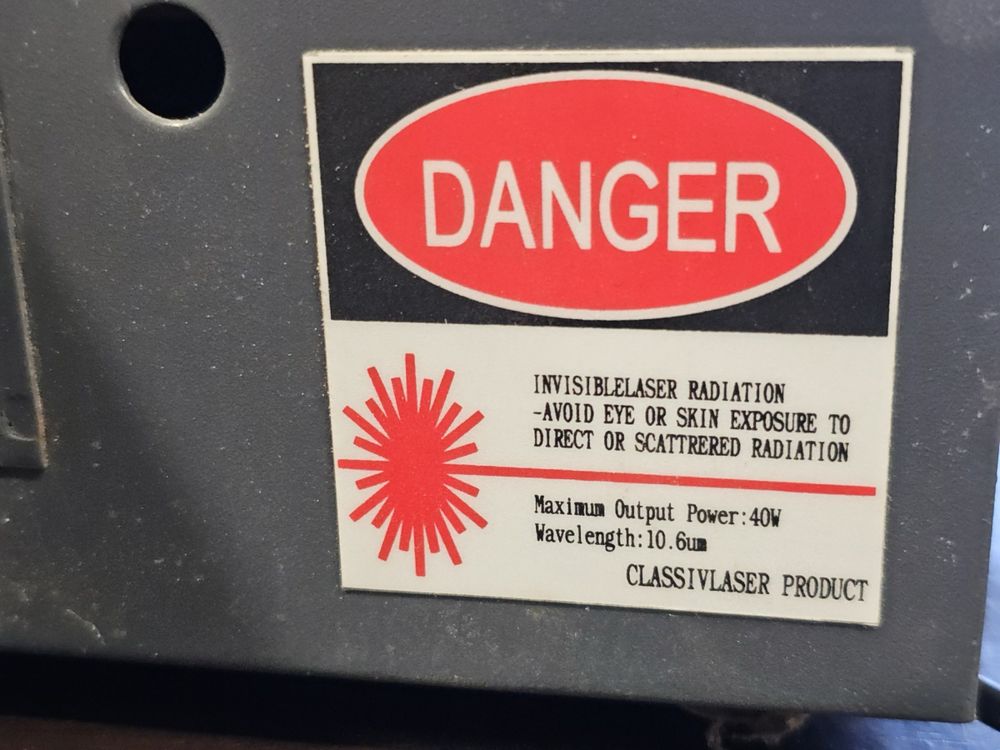 DANGER
INVISIBLELASER RADIATION
-AVOID EYE OR SKIN EXPOSURE TO
DIRECT OR SCATTRERED RADIATION
Maximum Output Power:40W
Wavelength:10.6um
CLASSIVLASER PRODUCT